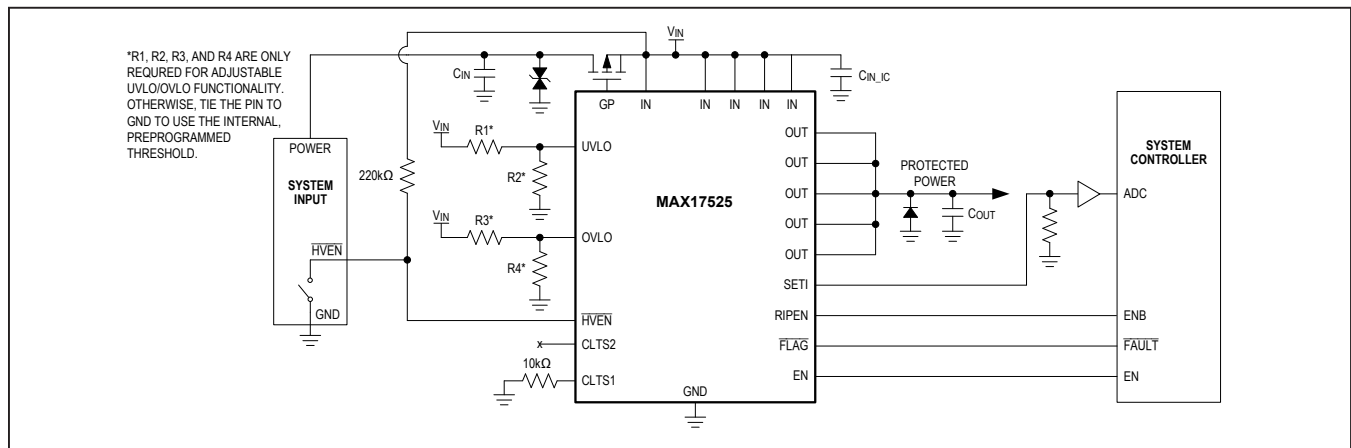 *R1, R2, R3, AND R4 ARE ONLY
REQURED FOR ADJUSTABLE
UVLO/OVLO FUNCTIONALITY.
OTHERWISE, TIE THE PIN TO
GND TO USE THE INTERNAL,
PREPROGRAMMED
THRESHOLD.
POWER
SYSTEM
INPUT
HVEN
GND
220kΩ
CIN
VIN
CIN_IC
GP
IN
IN
IN
IN
IN
VIN
R1*
UVLO
R2*
VIN
R3*
OVLO
R4*
HVEN
x
CLTS2
10kΩ
CLTS1
MAX17525
GND
OUT
OUT
OUT
OUT
OUT
SETI
RIPEN
FLAG
EN
PROTECTED
POWER
COUT
SYSTEM
CONTROLLER
ADC
ENB
FAULT
EN